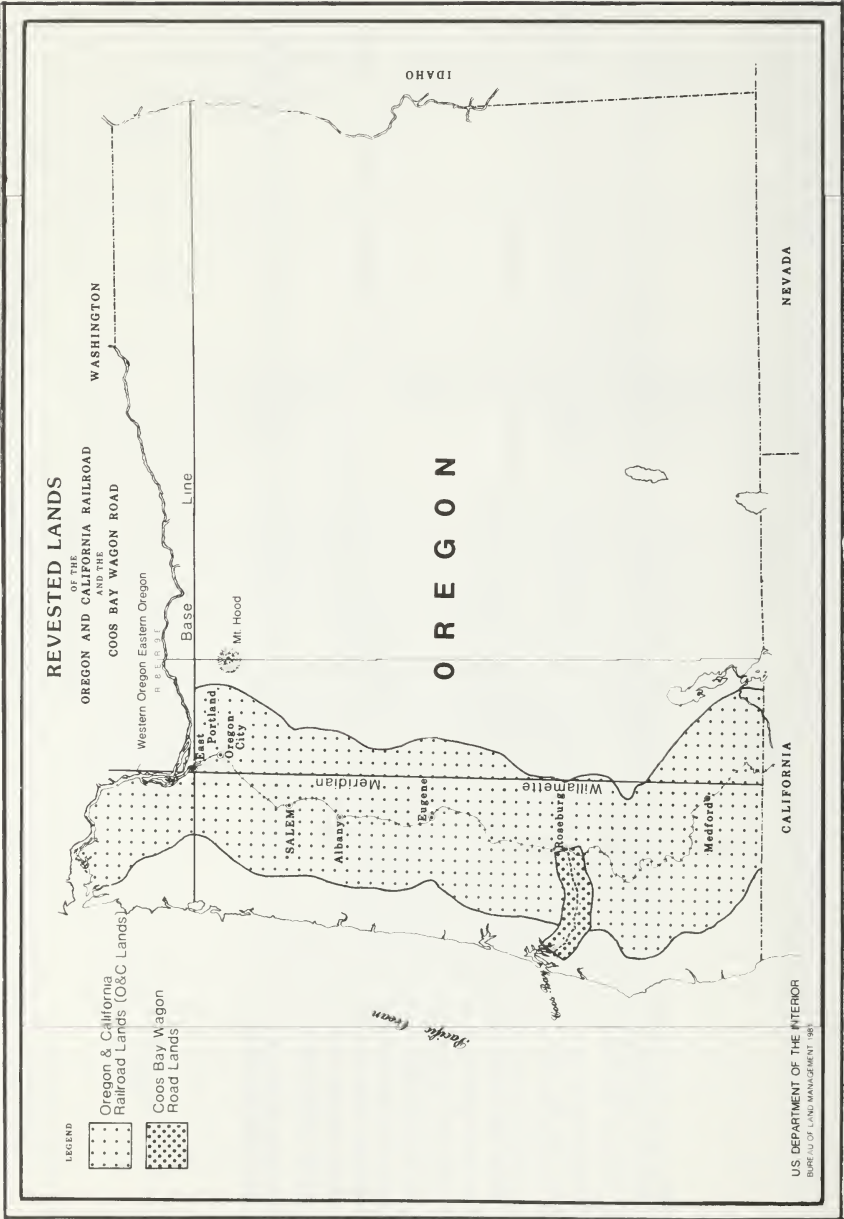 REVESTED LANDS
OF THE
OREGON AND CALIFORNIA RAILROAD
AND THE
COOS BAY WAGON ROAD
WASHINGTON
IDAHO
Western Oregon Eastern Oregon
Base Line
Mt. Hood
East
Portland
Oregon
City
Meridian
SALEM
Albany
Eugene
OREGON
Willamette
Roseburg
Coos Bay
Medford
Pacific Ocean
CALIFORNIA
NEVADA
LEGEND
Oregon & California
Railroad Lands (O&C Lands)
Coos Bay Wagon
Road Lands
US DEPARTMENT OF THE INTERIOR
BUREAU OF LAND MANAGEMENT 1981